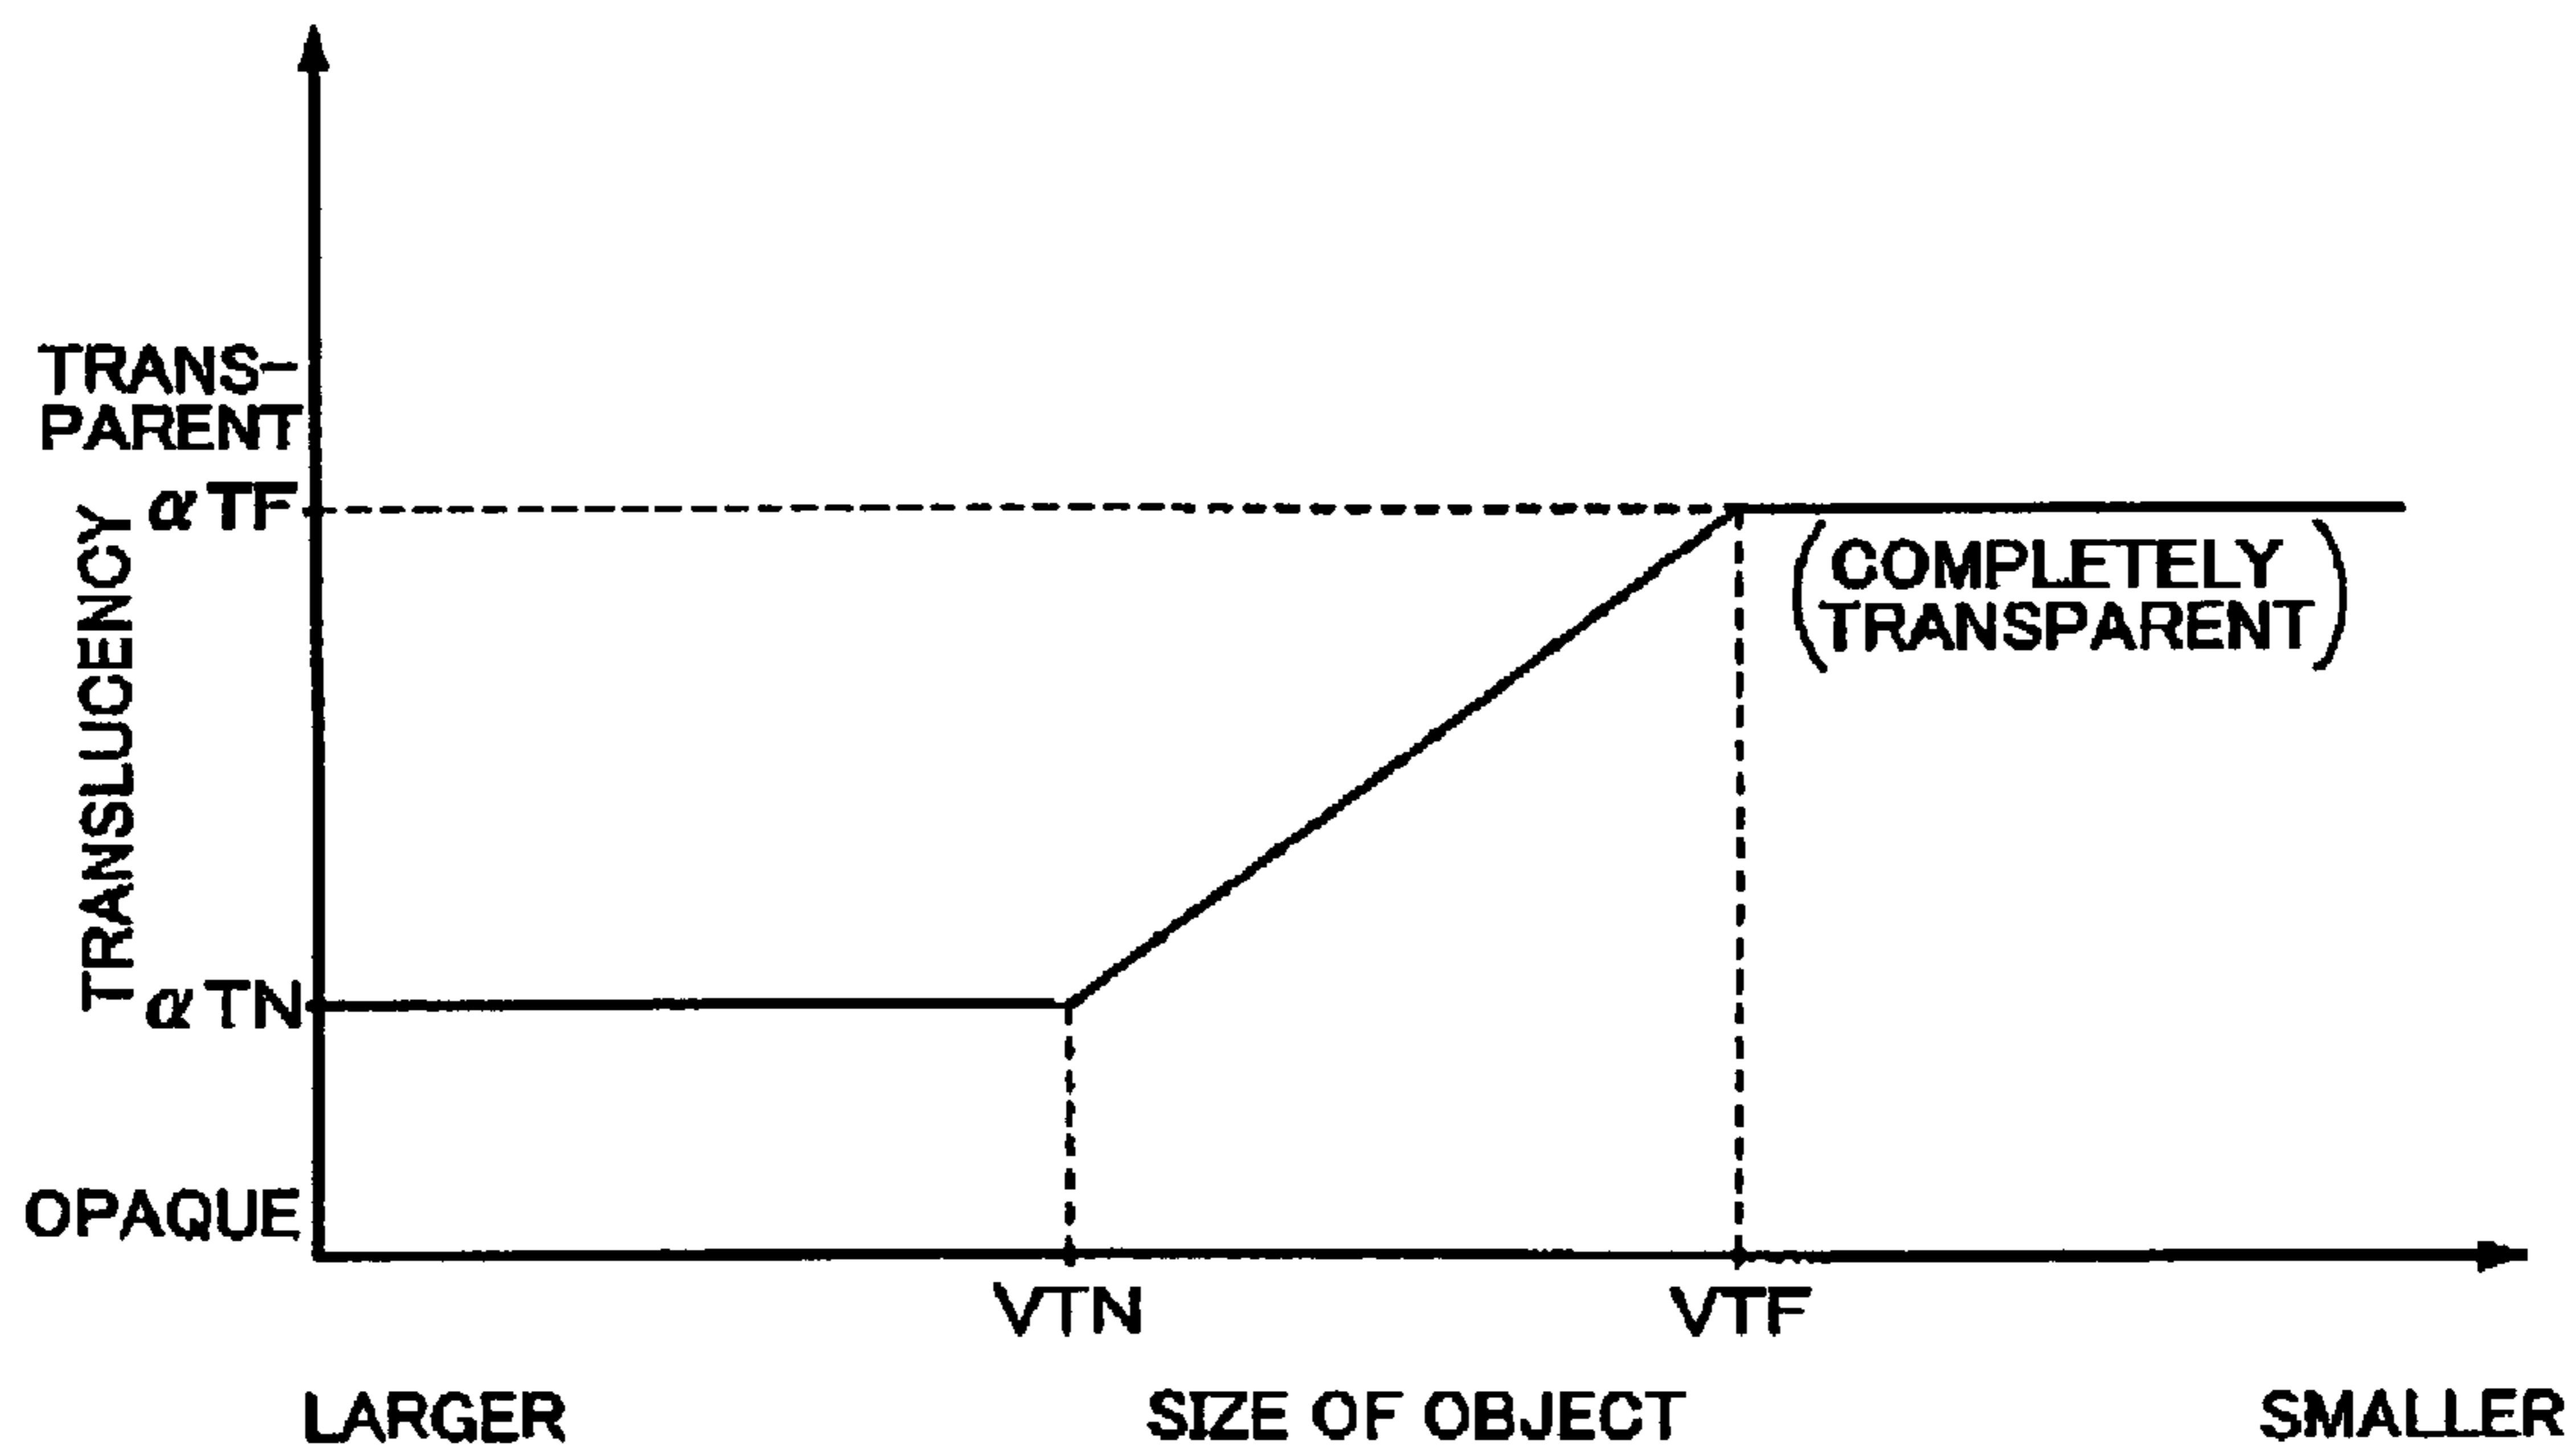 TRANS-
PARENT
αTF
TRANSLUCENCY
(COMPLETELY
TRANSPARENT)
αTN
OPAQUE
VTN
VTF
LARGER
SIZE OF OBJECT
SMALLER